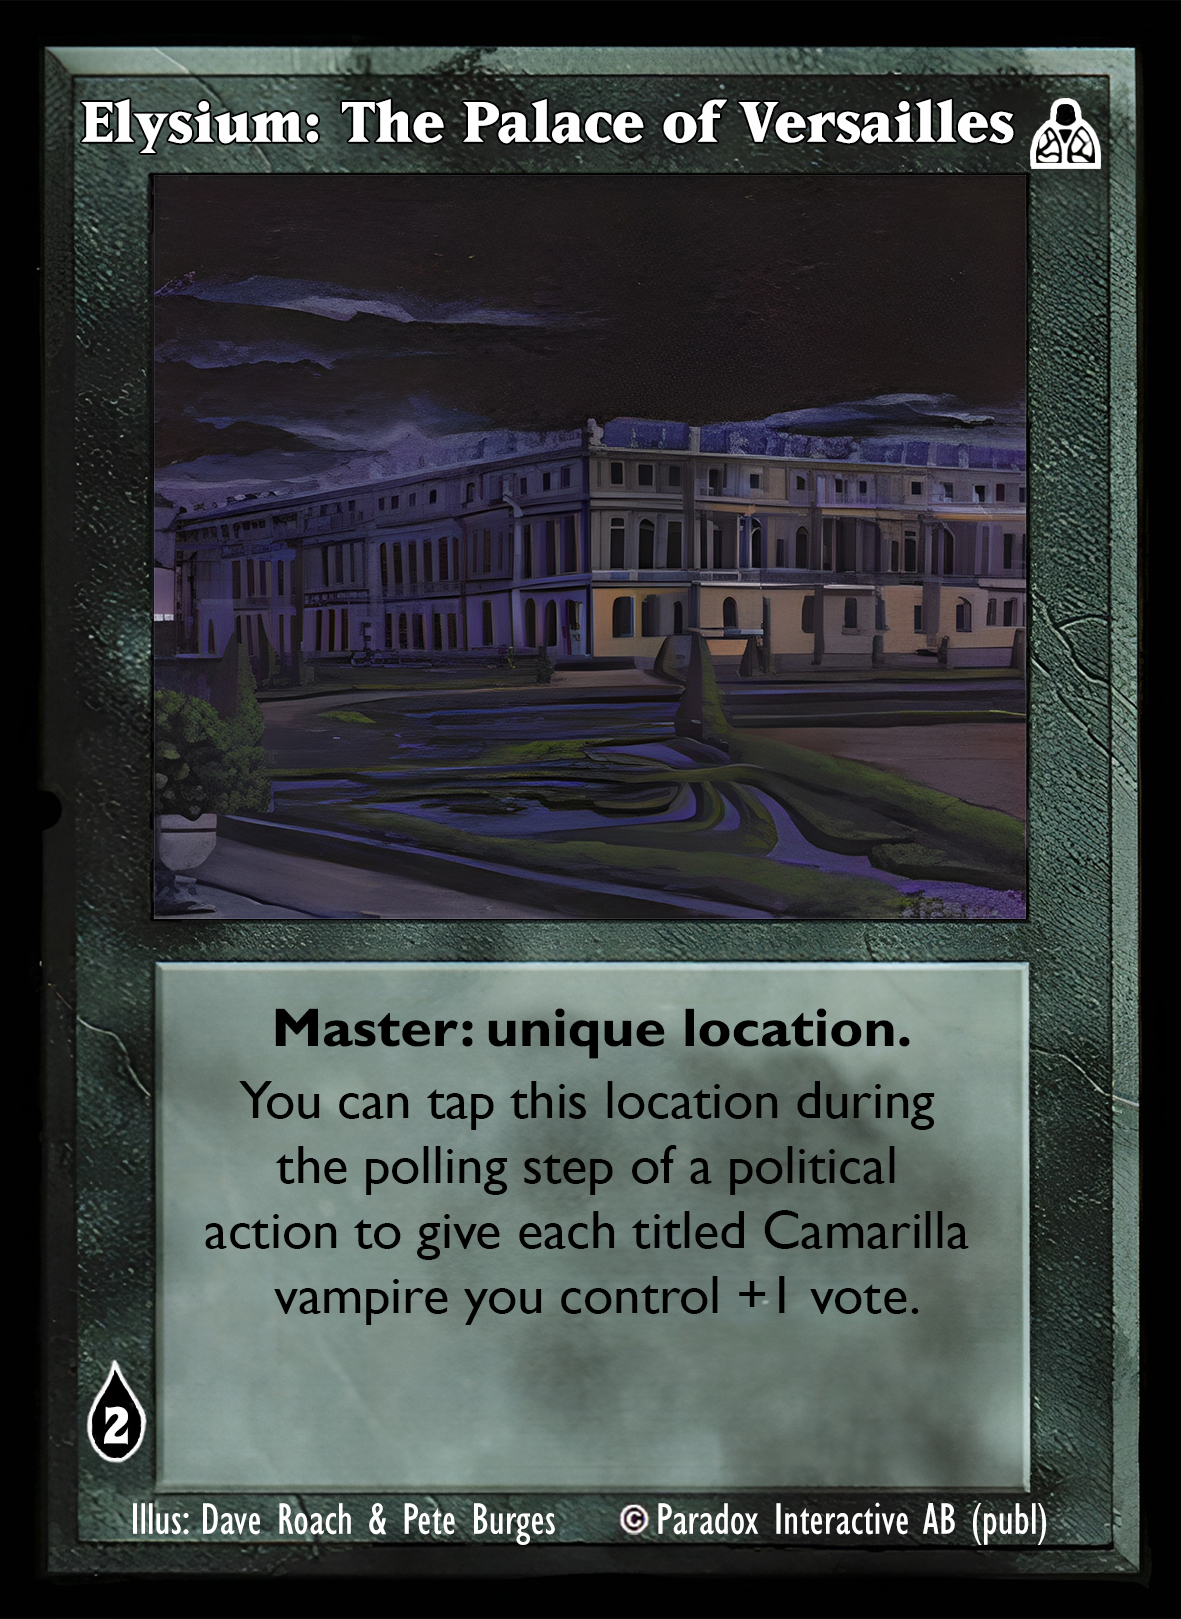 Elysium: The Palace of Versailles
Master: unique location.
You can tap this location during
the polling step of a political
action to give each titled Camarilla
vampire you control +1 vote.
2
Illus: Dave Roach & Pete Burges © Paradox Interactive AB (publ)